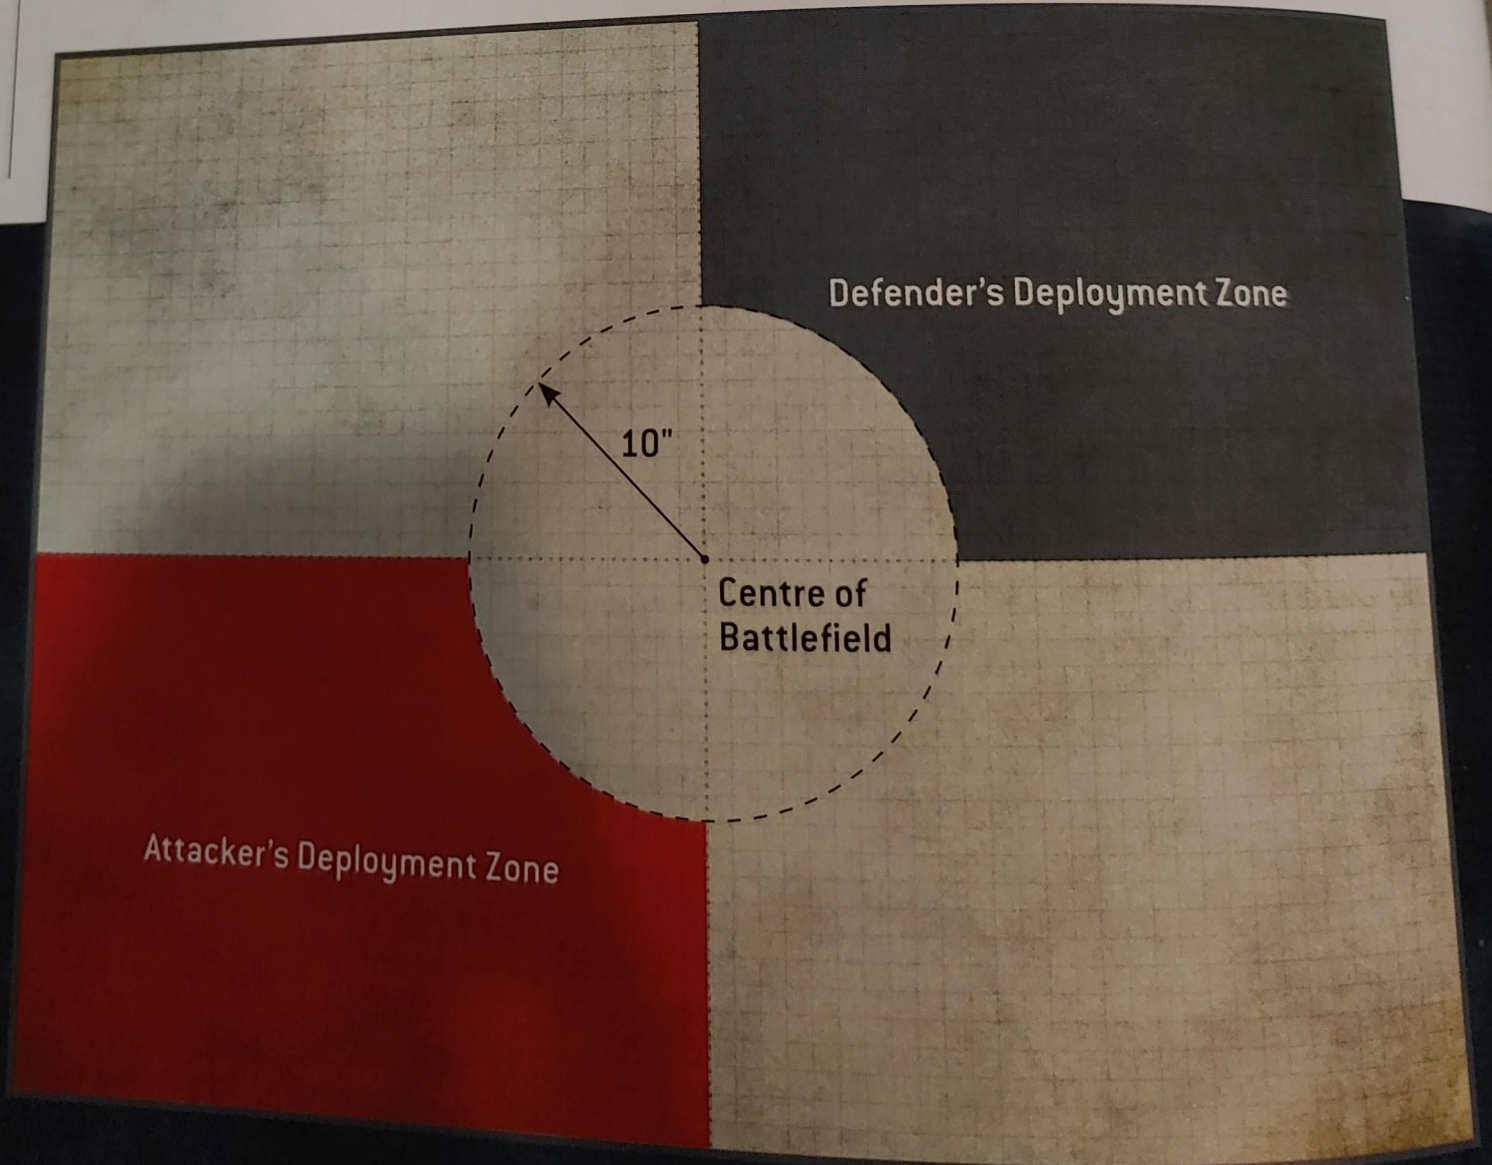 Defender's Deployment Zone
10"
Centre of
Battlefield
Attacker's Deployment Zone